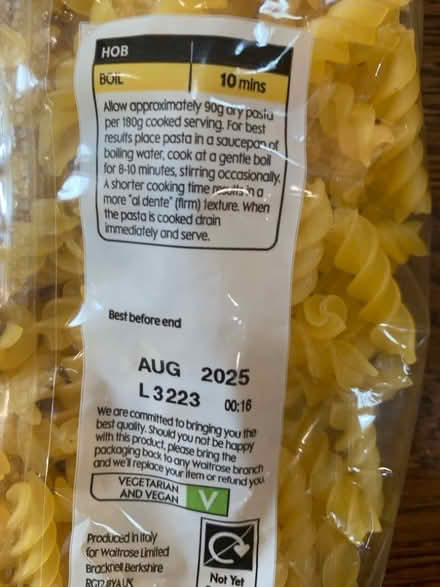 HOB
BOIL 10 mins
Allow approximately 90g dry pasta
per 180g cooked serving. For best
results place pasta in a saucepan of
boiling water, cook at a gentle boil
for 8-10 minutes, stirring occasionally.
A shorter cooking time results in a
more "al dente" (firm) texture. When
the pasta is cooked drain
immediately and serve.
Best before end
AUG 2025
L3223 00:16
We are committed to bringing you the
best quality. Should you not be happy
with this product, please bring the
packaging back to any Waitrose branch
and we'll replace your item or refund you.
VEGETARIAN
AND VEGAN V
Produced in Italy
for Waitrose Limited
Bracknell Berkshire
RG12 8YA UK
Not Yet